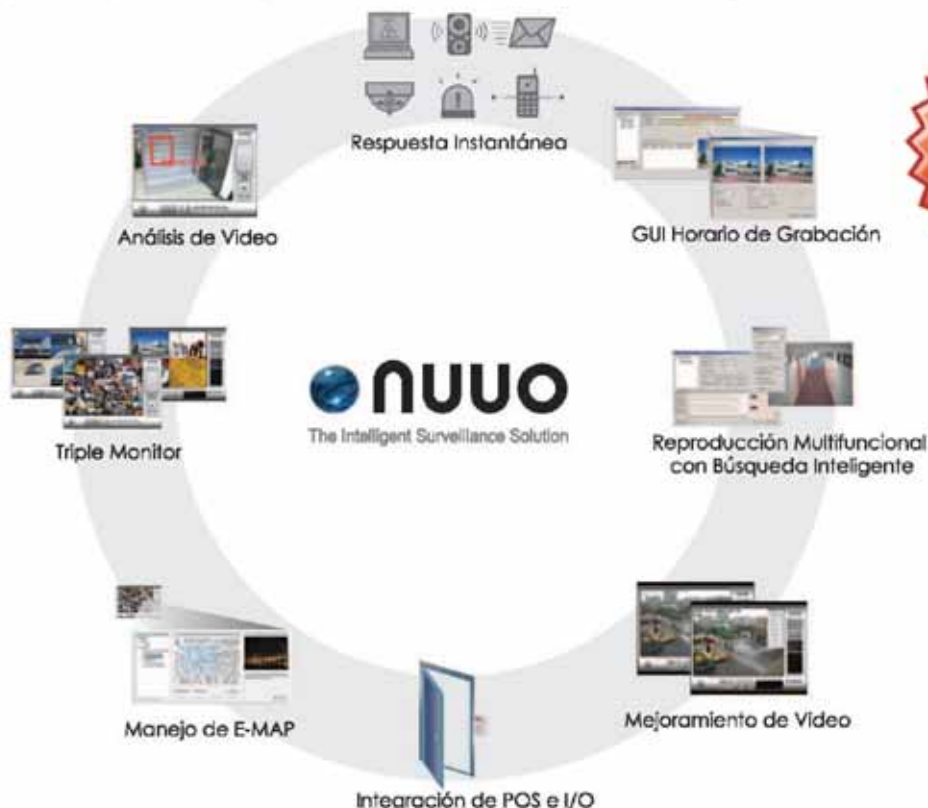 Respuesta Instantánea
GUI Horario de Grabación
Análisis de Video
Triple Monitor
nuuo
The Intelligent Surveillance Solution
Reproducción Multifuncional
con Búsqueda Inteligente
Manejo de E-MAP
Mejoramiento de Video
Integración de POS e I/O